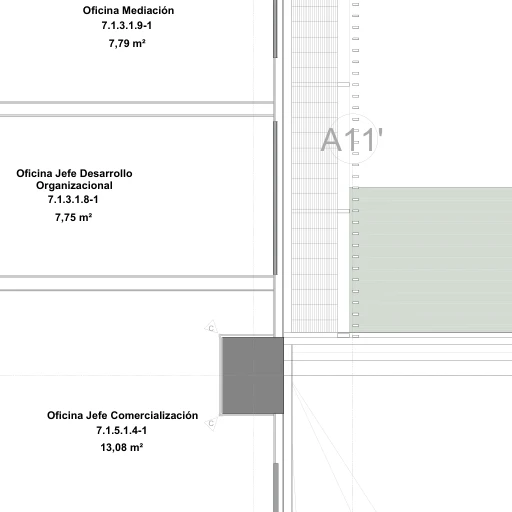 Oficina Mediación
7.1.3.1.9-1
7,79 m²
A11'
Oficina Jefe Desarrollo
Organizacional
7.1.3.1.8-1
7,75 m²
C
Oficina Jefe Comercialización
7.1.5.1.4-1
13,08 m²
C